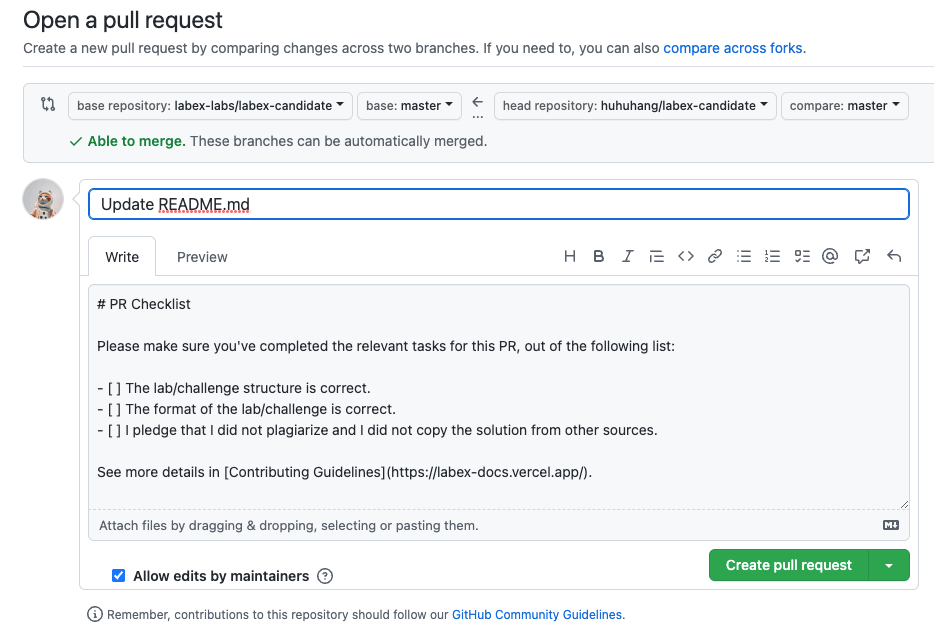 Open a pull request
Create a new pull request by comparing changes across two branches. If you need to, you can also compare across forks.
base repository: labex-labs/labex-candidate base: master ... head repository: huhuhang/labex-candidate compare: master
Able to merge. These branches can be automatically merged.
Update README.md
Write Preview
# PR Checklist
Please make sure you've completed the relevant tasks for this PR, out of the following list:
- [ ] The lab/challenge structure is correct.
- [ ] The format of the lab/challenge is correct.
- [ ] I pledge that I did not plagiarize and I did not copy the solution from other sources.
See more details in [Contributing Guidelines](https://labex-docs.vercel.app/).
Attach files by dragging & dropping, selecting or pasting them.
Allow edits by maintainers
Create pull request
Remember, contributions to this repository should follow our GitHub Community Guidelines.